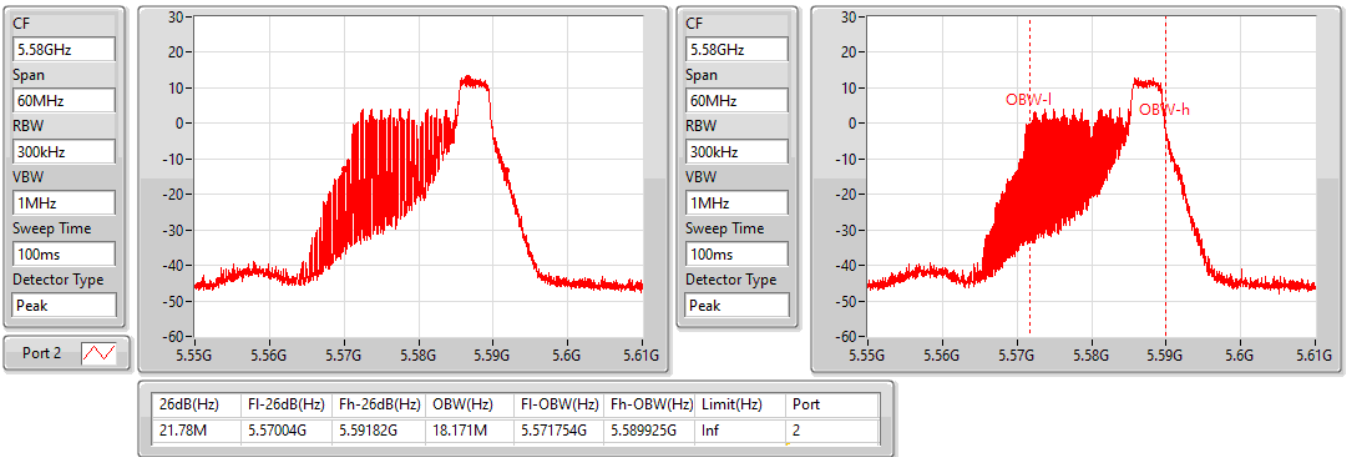 CF
5.58GHz
Span
60MHz
RBW
300kHz
VBW
1MHz
Sweep Time
100ms
Detector Type
Peak
Port 2
30
20
10
0
-10
-20
-30
-40
-50
-60
5.55G 5.56G 5.57G 5.58G 5.59G 5.6G 5.61G
CF
5.58GHz
Span
60MHz
RBW
300kHz
VBW
1MHz
Sweep Time
100ms
Detector Type
Peak
30
20
10
0
-10
-20
-30
-40
-50
-60
OBW-l
OBW-h
5.55G 5.56G 5.57G 5.58G 5.59G 5.6G 5.61G
26dB(Hz) Fl-26dB(Hz) Fh-26dB(Hz) OBW(Hz) Fl-OBW(Hz) Fh-OBW(Hz) Limit(Hz) Port
21.78M 5.57004G 5.59182G 18.171M 5.571754G 5.589925G Inf 2